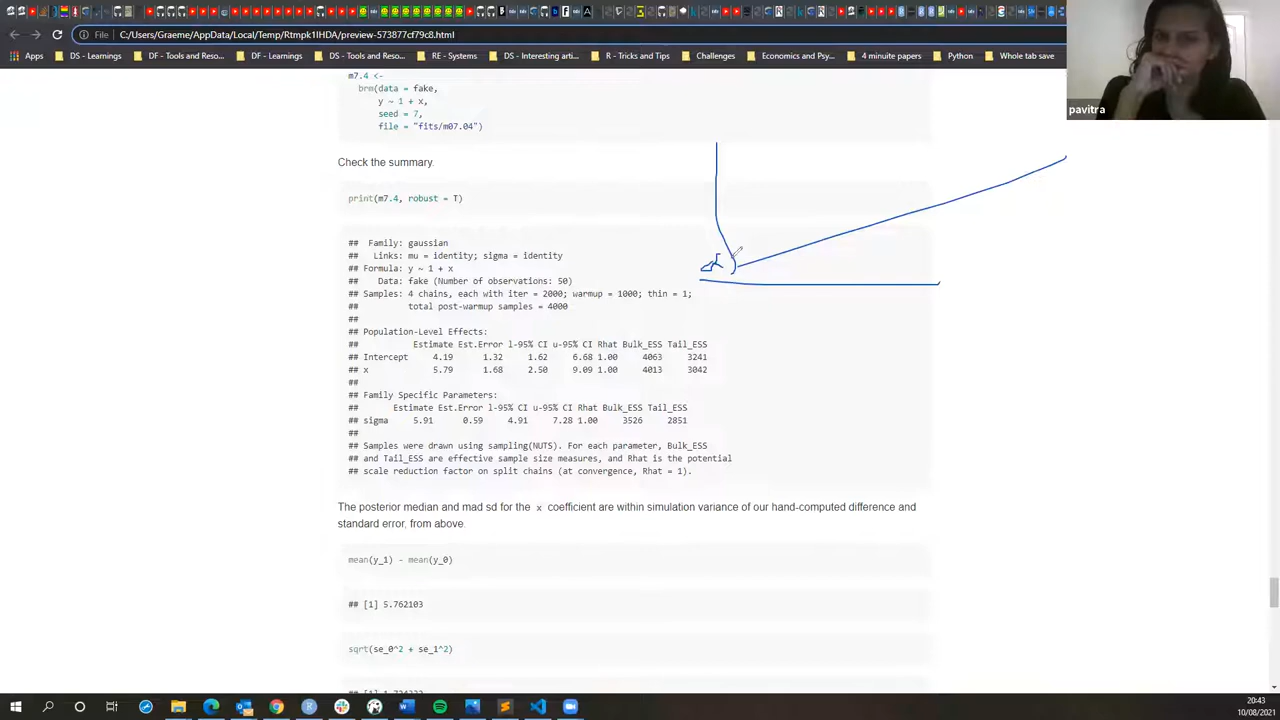 File | C:/Users/Graeme/AppData/Local/Temp/Rtmpk1IHDA/preview-573877cf79c8.html
Apps DS - Learnings DF - Tools and Reso... DF - Learnings DS - Tools and Reso... RE - Systems DS - Interesting arti... R - Tricks and Tips Challenges Economics and Psy... 4 minuite papers Python Whole tab save
pavitra
m7.4 <-
brm(data = fake,
y ~ 1 + x,
seed = 7,
file = "fits/m07.04")
Check the summary.
print(m7.4, robust = T)
## Family: gaussian
## Links: mu = identity; sigma = identity
## Formula: y ~ 1 + x
## Data: fake (Number of observations: 50)
## Samples: 4 chains, each with iter = 2000; warmup = 1000; thin = 1;
## total post-warmup samples = 4000
##
## Population-Level Effects:
## Estimate Est.Error l-95% CI u-95% CI Rhat Bulk_ESS Tail_ESS
## Intercept 4.19 1.32 1.62 6.68 1.00 4063 3241
## x 5.79 1.68 2.50 9.09 1.00 4013 3042
##
## Family Specific Parameters:
## Estimate Est.Error l-95% CI u-95% CI Rhat Bulk_ESS Tail_ESS
## sigma 5.91 0.59 4.91 7.28 1.00 3526 2851
##
## Samples were drawn using sampling(NUTS). For each parameter, Bulk_ESS
## and Tail_ESS are effective sample size measures, and Rhat is the potential
## scale reduction factor on split chains (at convergence, Rhat = 1).
The posterior median and mad sd for the x coefficient are within simulation variance of our hand-computed difference and
standard error, from above.
mean(y_1) - mean(y_0)
## [1] 5.762103
sqrt(se_0^2 + se_1^2)
20:43
10/08/2021